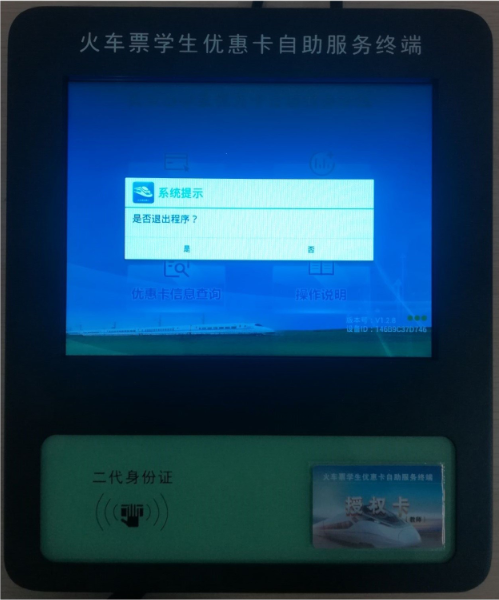 火车票学生优惠卡自助服务终端
系统提示
是否退出程序？
是 否
优惠卡信息查询 操作说明
二代身份证
火车票学生优惠卡自助服务终端
授权卡